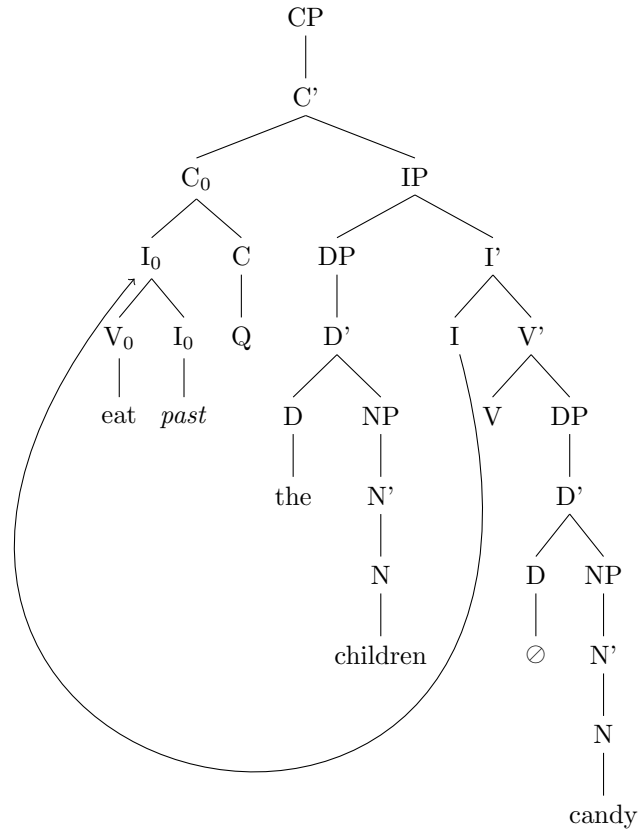 CP
C'
C₀ IP
I₀ C DP I'
V₀ I₀ Q D' I V'
eat past D NP V DP
the N' D'
N D NP
children ∅ N'
N
candy